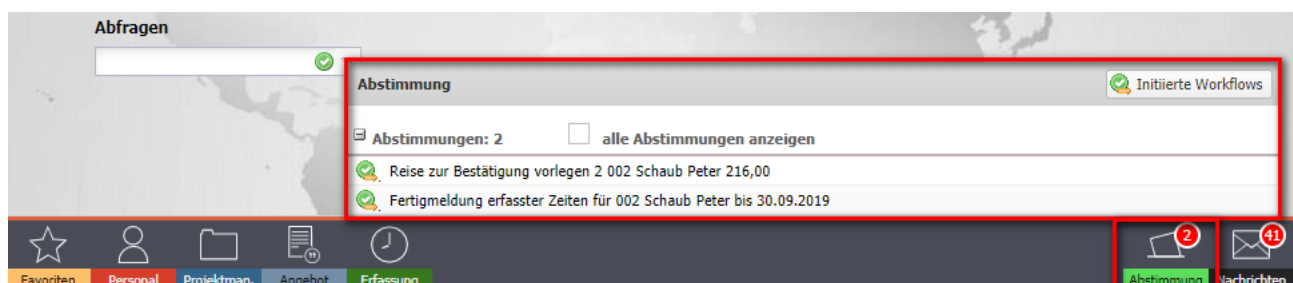 Abfragen
Abstimmung
Initiierte Workflows
Abstimmungen: 2 alle Abstimmungen anzeigen
Reise zur Bestätigung vorlegen 2 002 Schaub Peter 216,00
Fertigmeldung erfasster Zeiten für 002 Schaub Peter bis 30.09.2019
2 41
Favoriten Personal Projektman. Angebot Erfassung Abstimmung Nachrichten